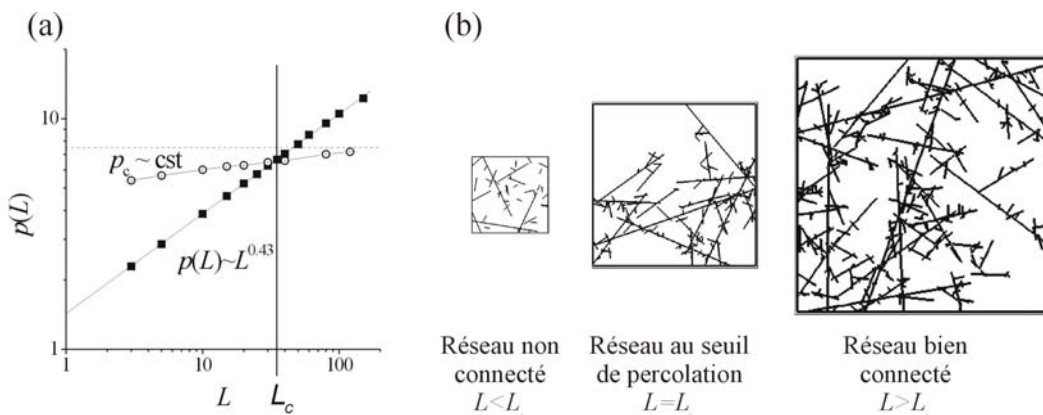 (a)
10
p_c ~ cst
p(L)
p(L)~L^0.43
1
1 10 100
L L_c
(b)
Réseau non
connecté
L<L
Réseau au seuil
de percolation
L=L
Réseau bien
connecté
L>L